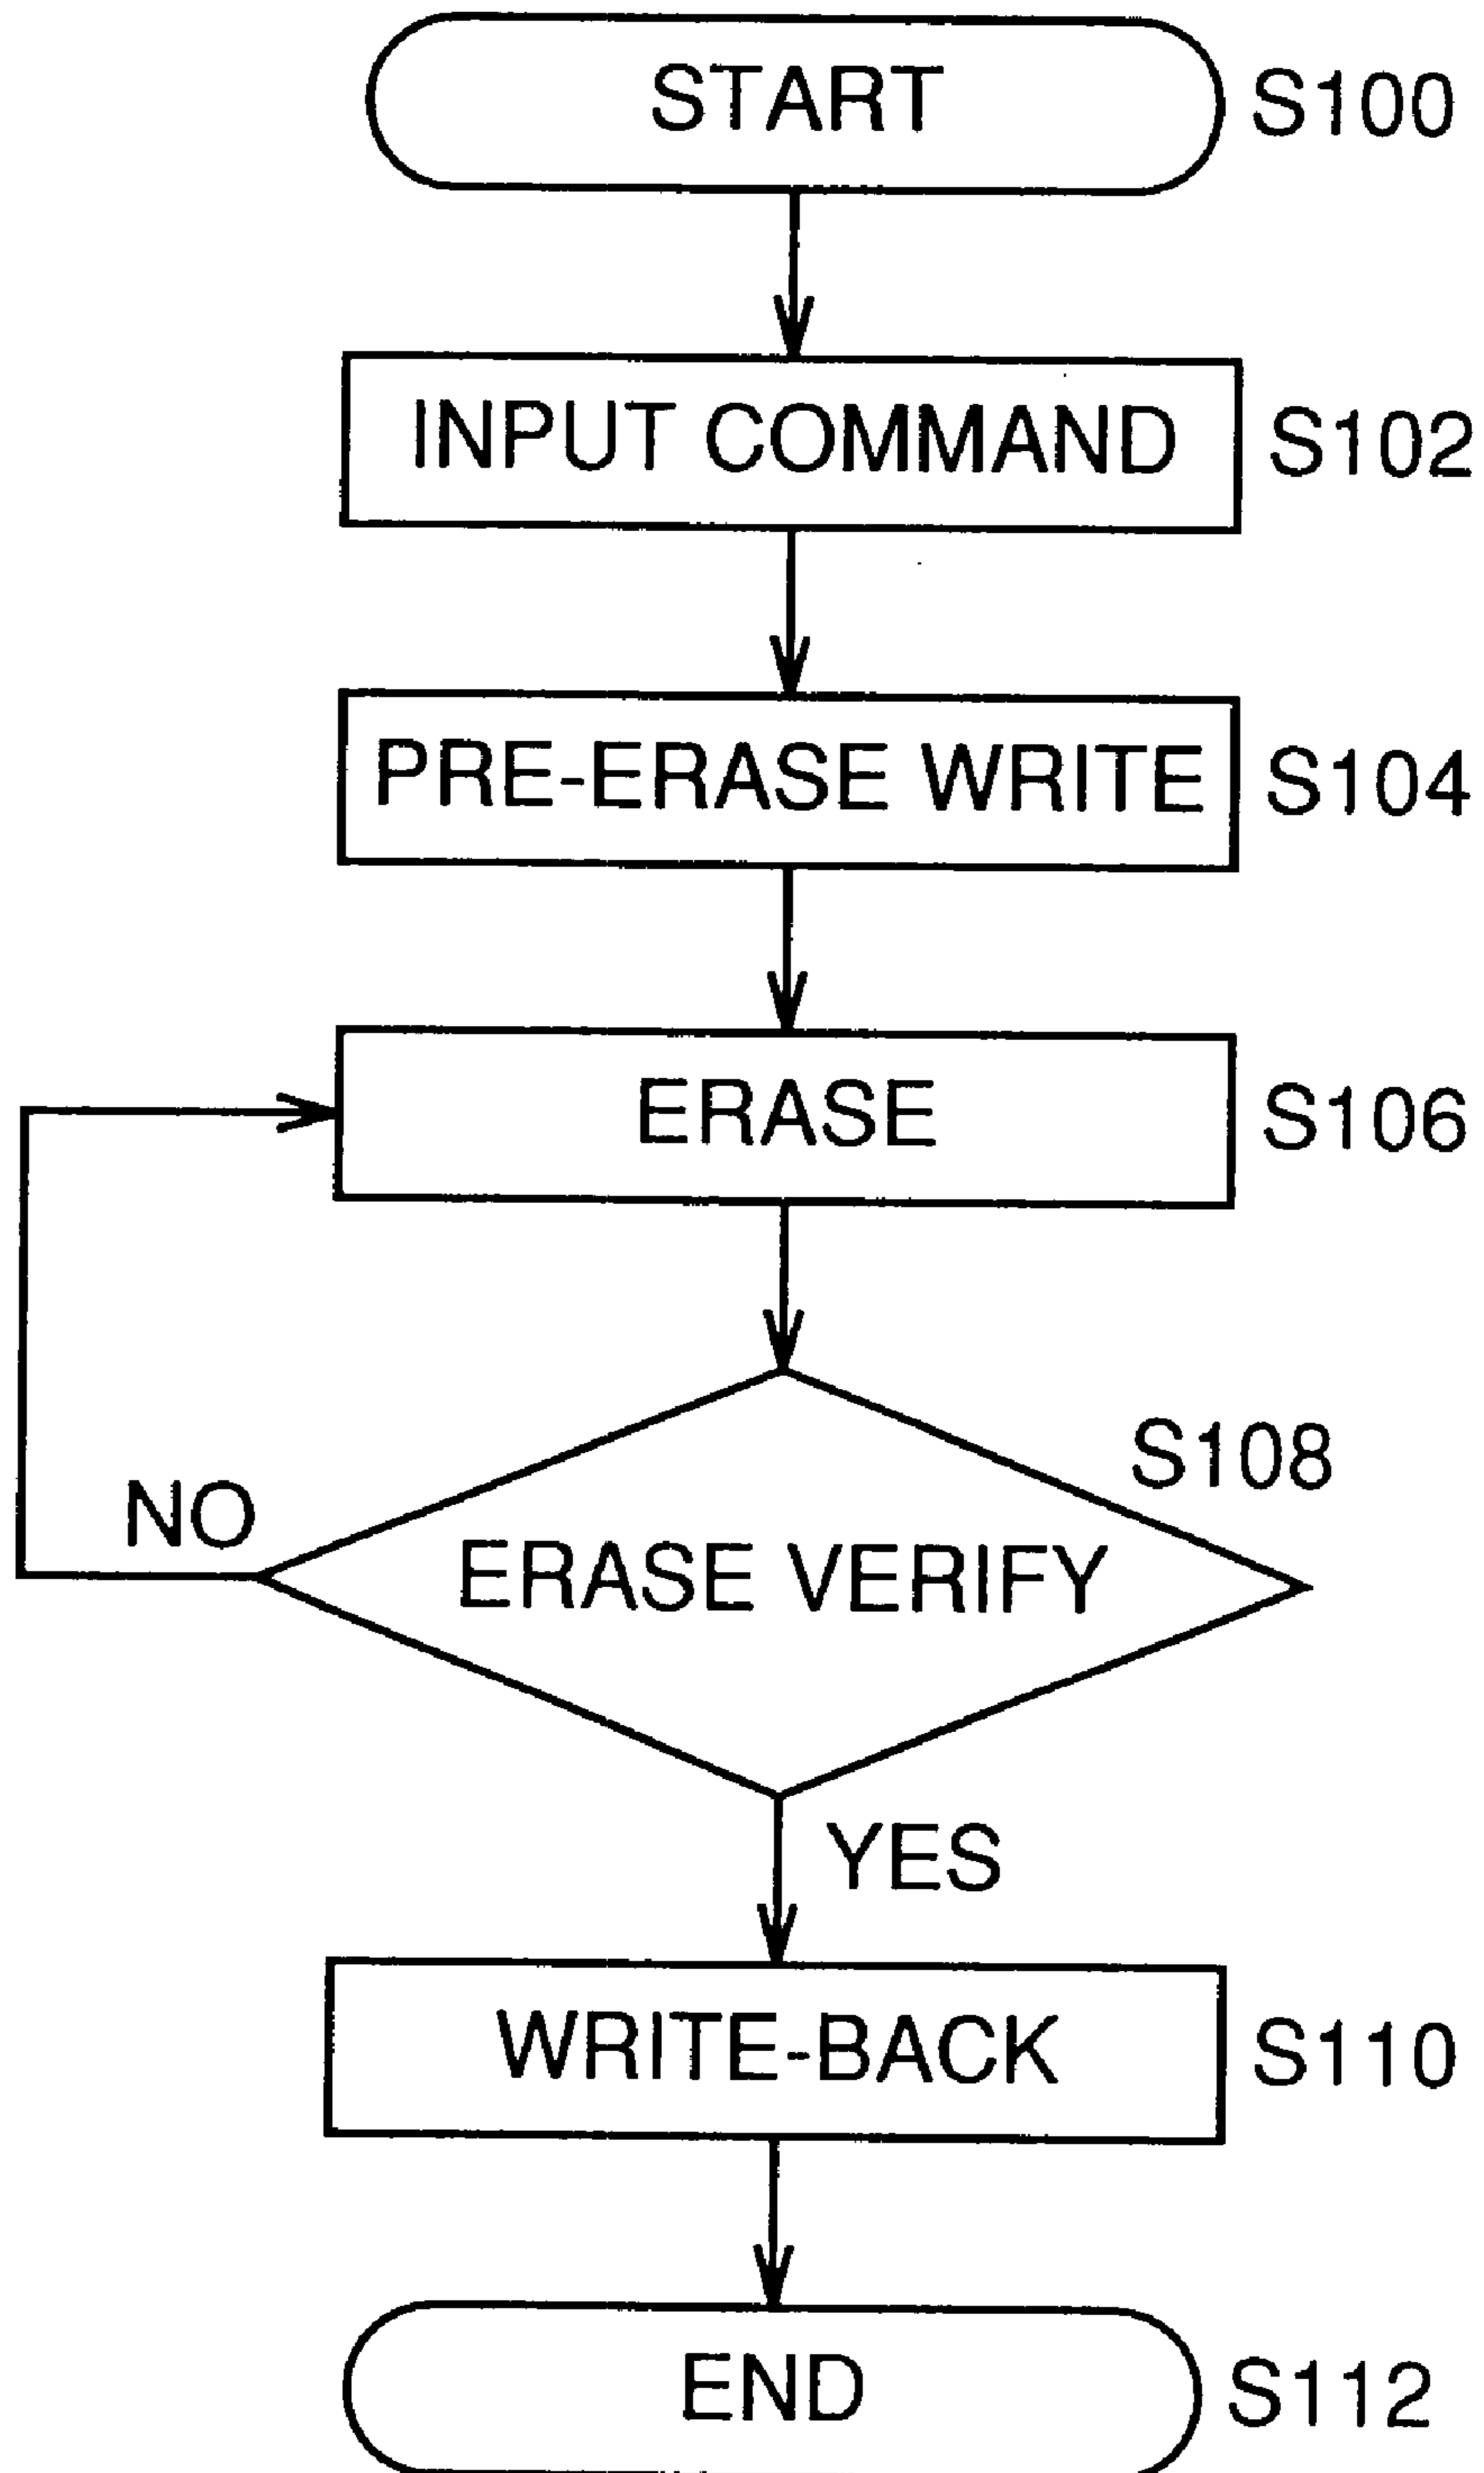 START S100
INPUT COMMAND S102
PRE-ERASE WRITE S104
ERASE S106
S108
NO
ERASE VERIFY
YES
WRITE-BACK S110
END S112